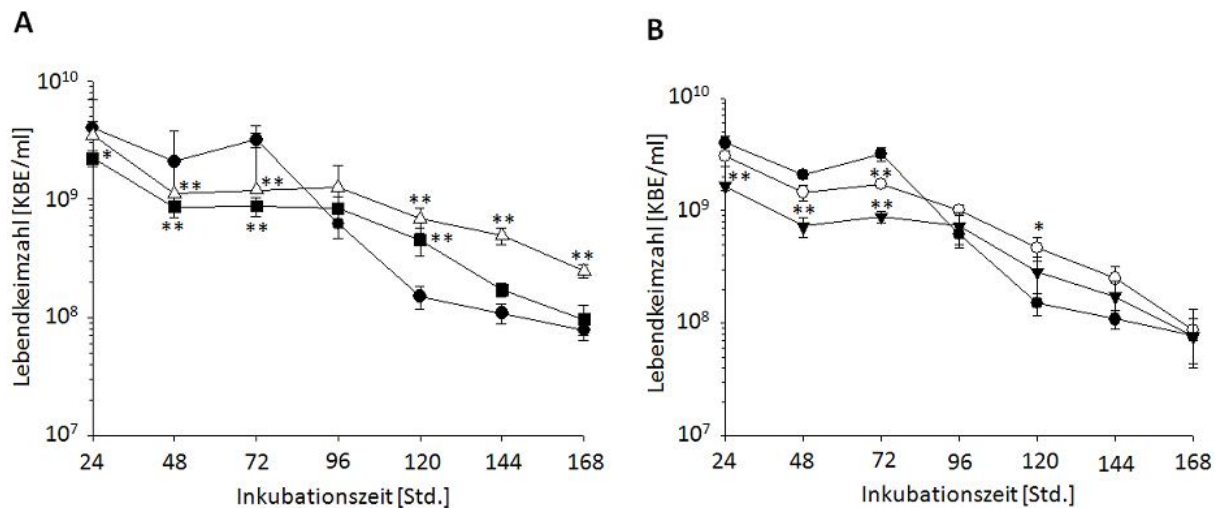 A
B
Lebendkeimzahl [KBE/ml]
10^10
10^9
10^8
10^7
*
**
**
**
**
**
**
**
**
24 48 72 96 120 144 168
Inkubationszeit [Std.]
Lebendkeimzahl [KBE/ml]
10^10
10^9
10^8
10^7
**
**
**
**
*
24 48 72 96 120 144 168
Inkubationszeit [Std.]